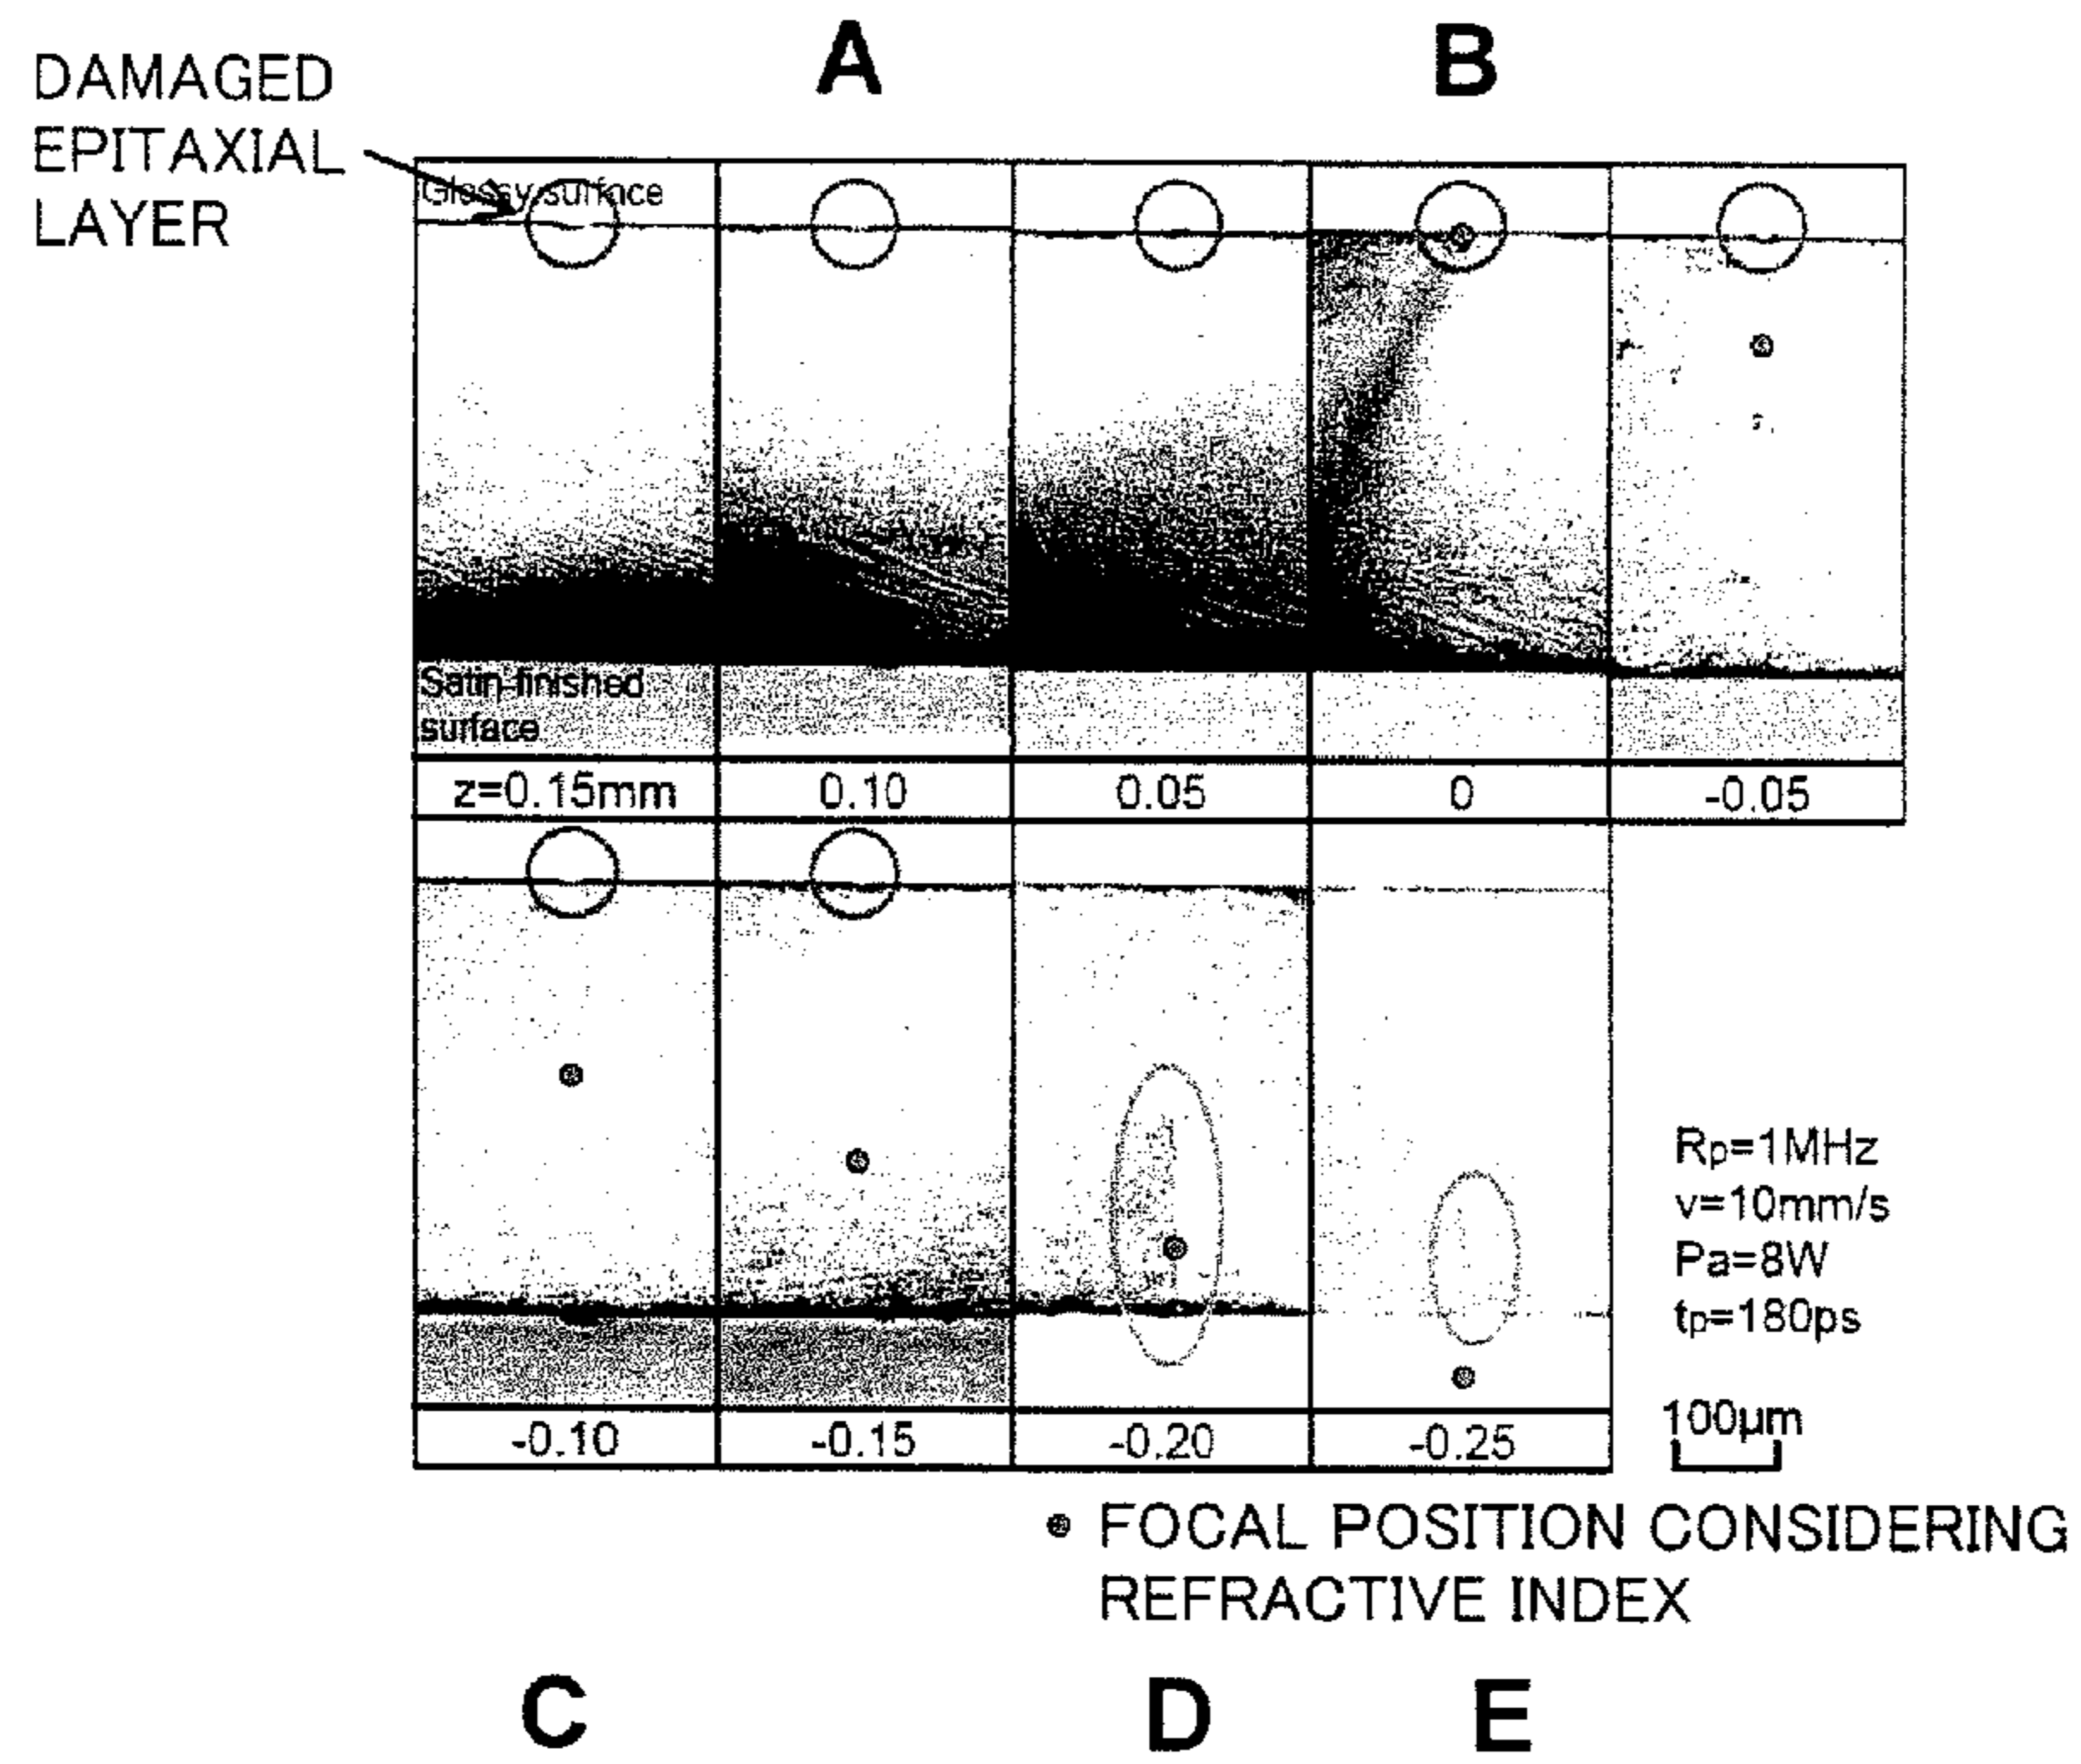 A B
DAMAGED
EPITAXIAL
LAYER
Glossy surface
Satin-finished
surface
z=0.15mm 0.10 0.05 0 -0.05
Rp=1MHz
v=10mm/s
Pa=8W
tp=180ps
100μm
-0.10 -0.15 -0.20 -0.25
FOCAL POSITION CONSIDERING
REFRACTIVE INDEX
C D E